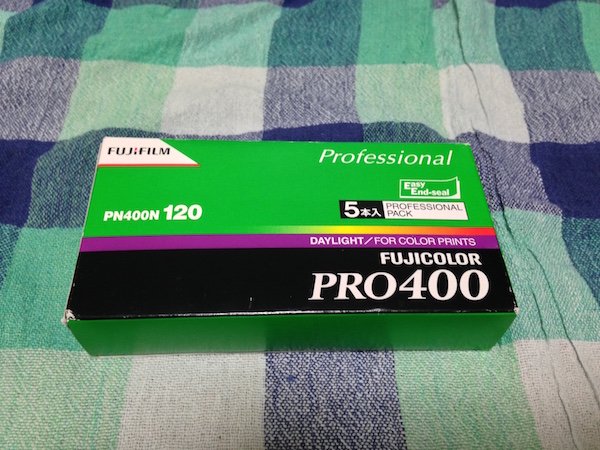 FUJIFILM
Professional
Easy
End-seal
PN400N 120
5本入 PROFESSIONAL
PACK
DAYLIGHT/FOR COLOR PRINTS
FUJICOLOR
PRO400